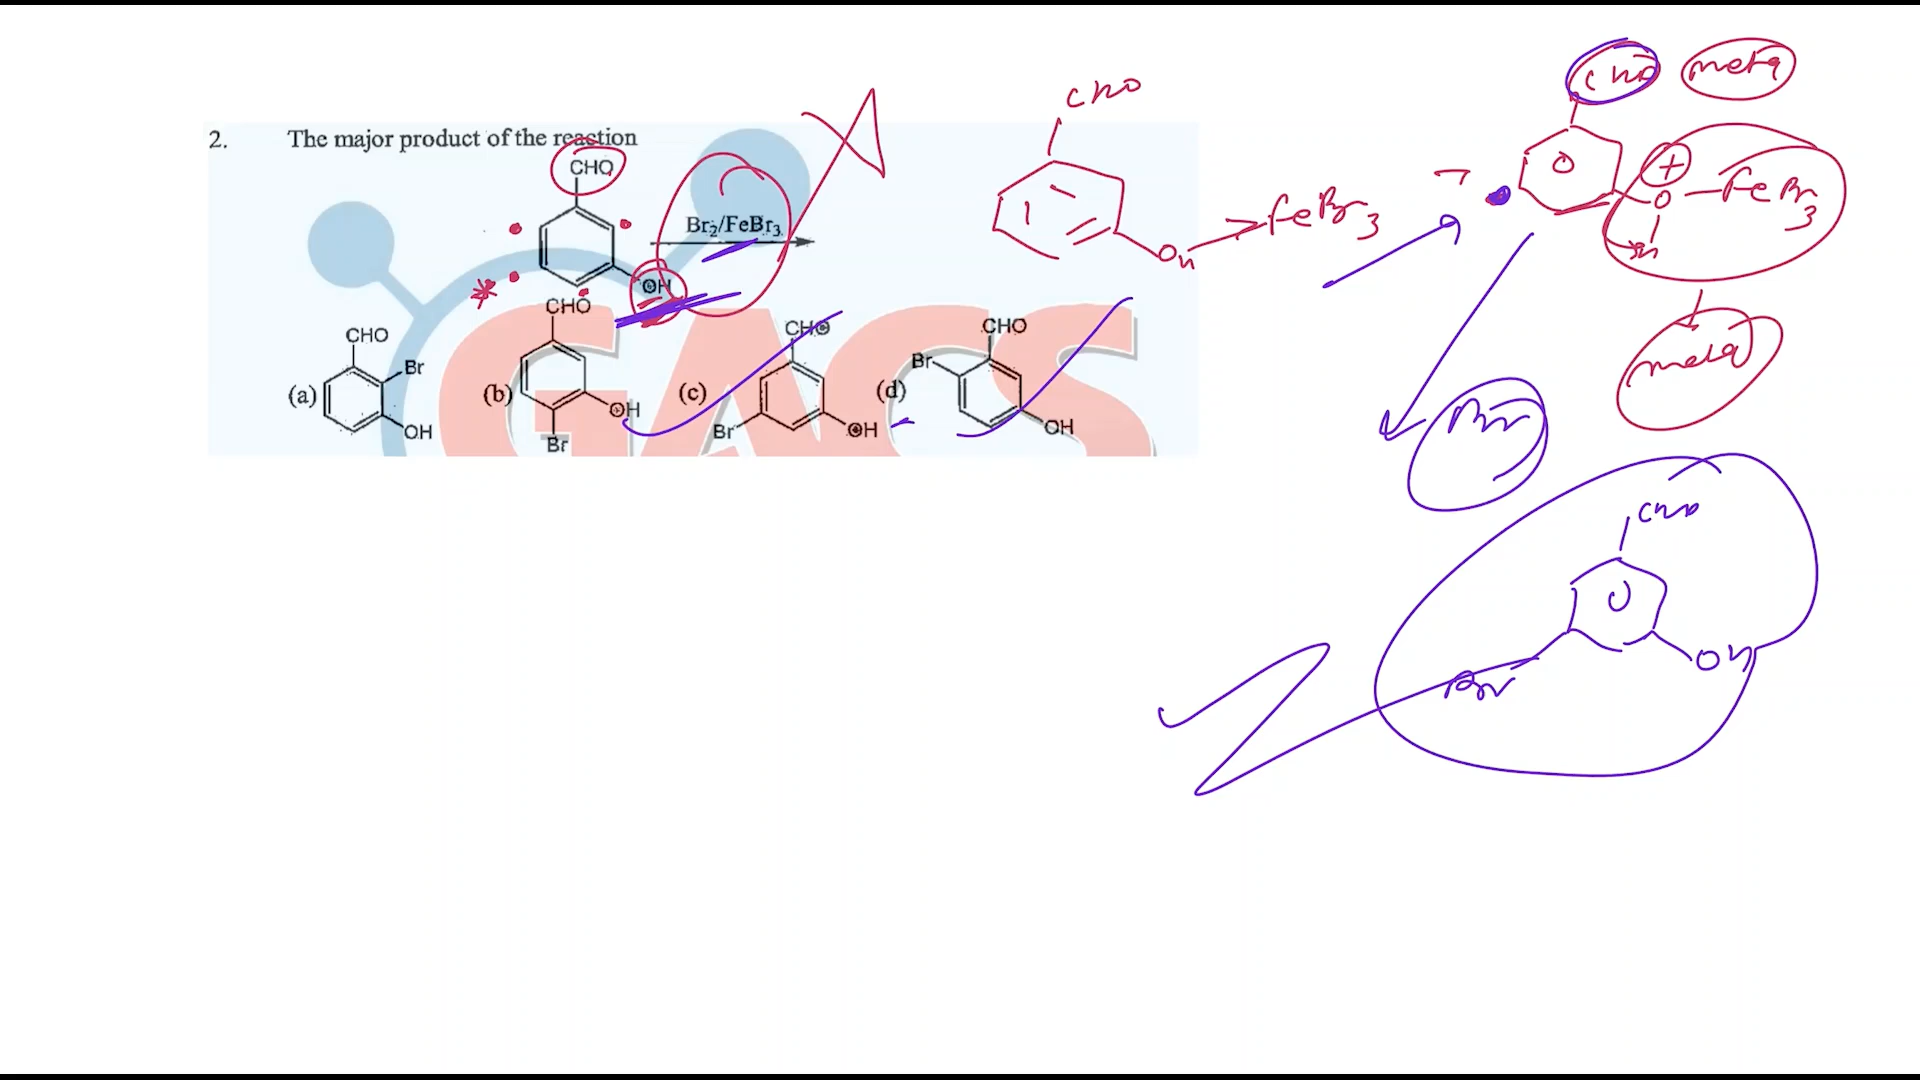 2. The major product of the reaction
CHO
Br₂/FeBr₃
OH
(a) CHO Br OH
(b) CHO OH Br
(c) CHO Br OH
(d) CHO Br OH
GACS
CHO
OH
FeBr₃
CHO meta
+
O
FeBr₃
H
meta
Br
CHO
Br
OH